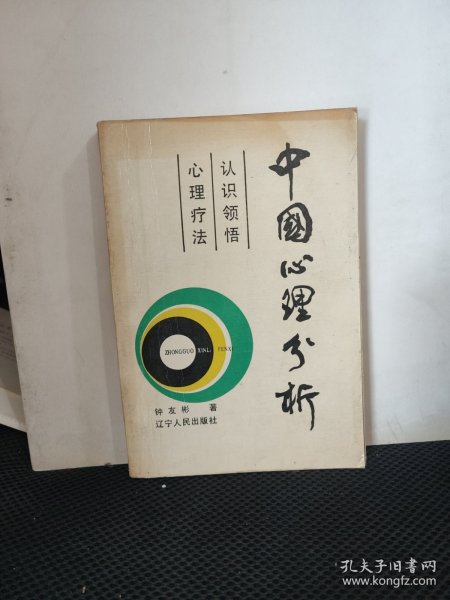 中國心理分析
认识领悟
心理疗法
ZHONGGUO XINLI FENXI
钟友彬 著
辽宁人民出版社
孔夫子旧书网
www.kongfz.com